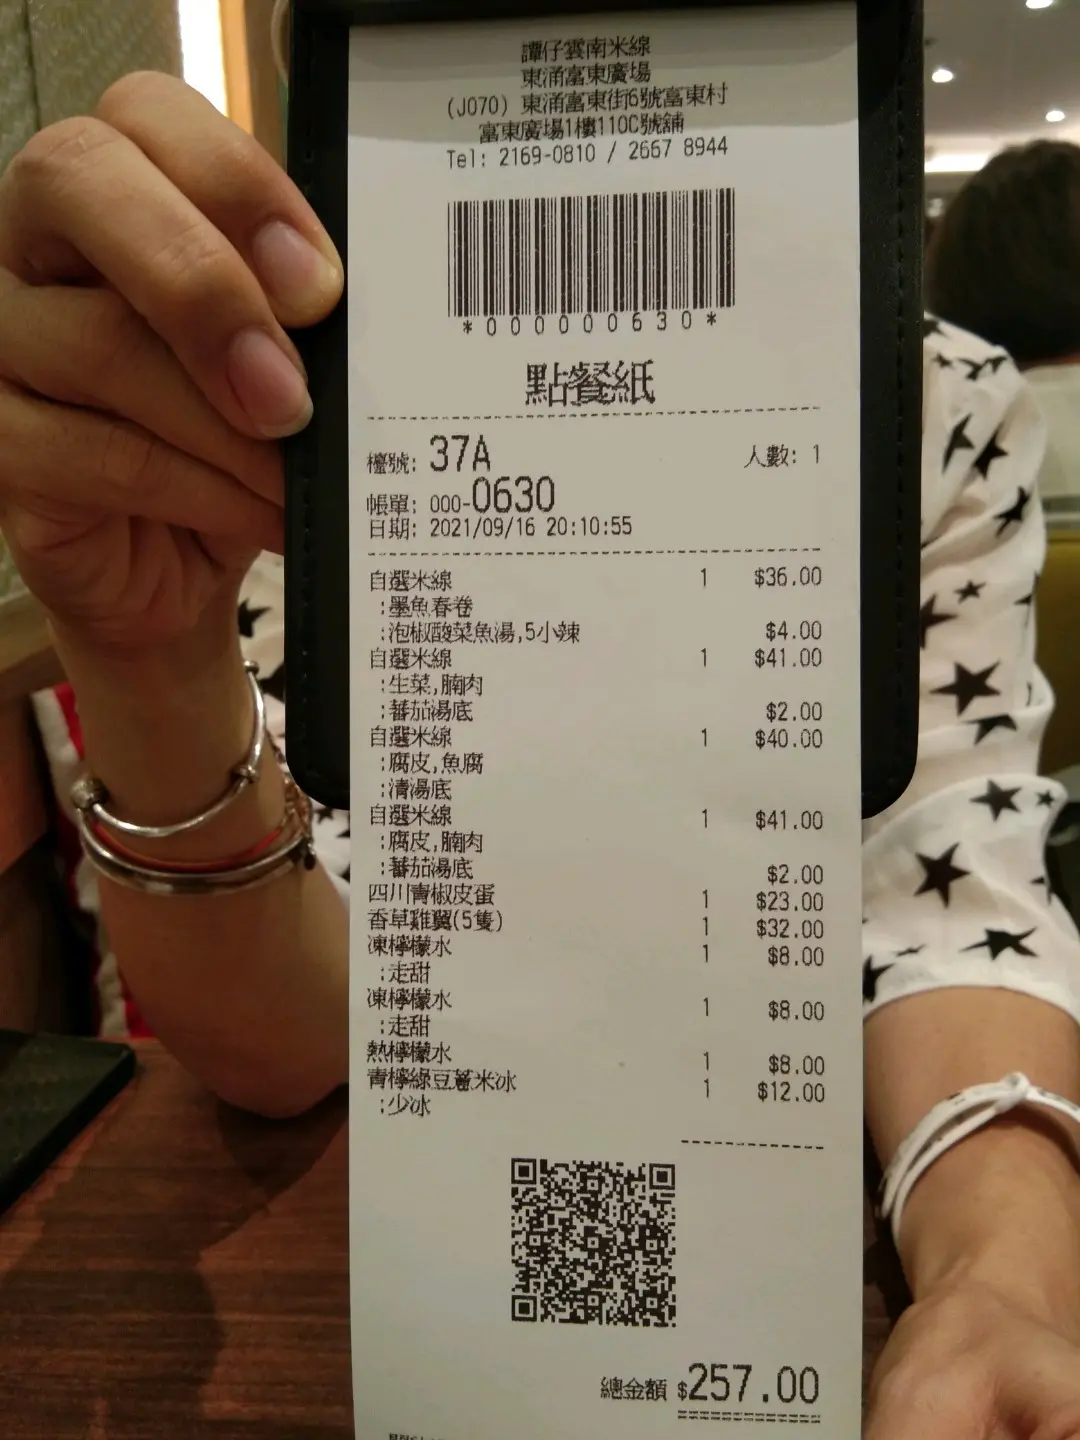 譚仔雲南米線
東涌富東廣場
(J070) 東涌富東街6號富東村
富東廣場1樓110C號舖
Tel: 2169-0810 / 2667 8944
*000000630*
點餐紙
檯號: 37A 人數: 1
帳單: 000-0630
日期: 2021/09/16 20:10:55
自選米線 1 $36.00
:墨魚春卷
:泡椒酸菜魚湯,5小辣 $4.00
自選米線 1 $41.00
:生菜,腩肉
:蕃茄湯底 $2.00
自選米線 1 $40.00
:腐皮,魚腐
:清湯底
自選米線 1 $41.00
:腐皮,腩肉
:蕃茄湯底 $2.00
四川青椒皮蛋 1 $23.00
香草雞翼(5隻) 1 $32.00
凍檸檬水 1 $8.00
:走甜
凍檸檬水 1 $8.00
:走甜
熱檸檬水 1 $8.00
青檸綠豆薏米冰 1 $12.00
:少冰
總金額 $257.00